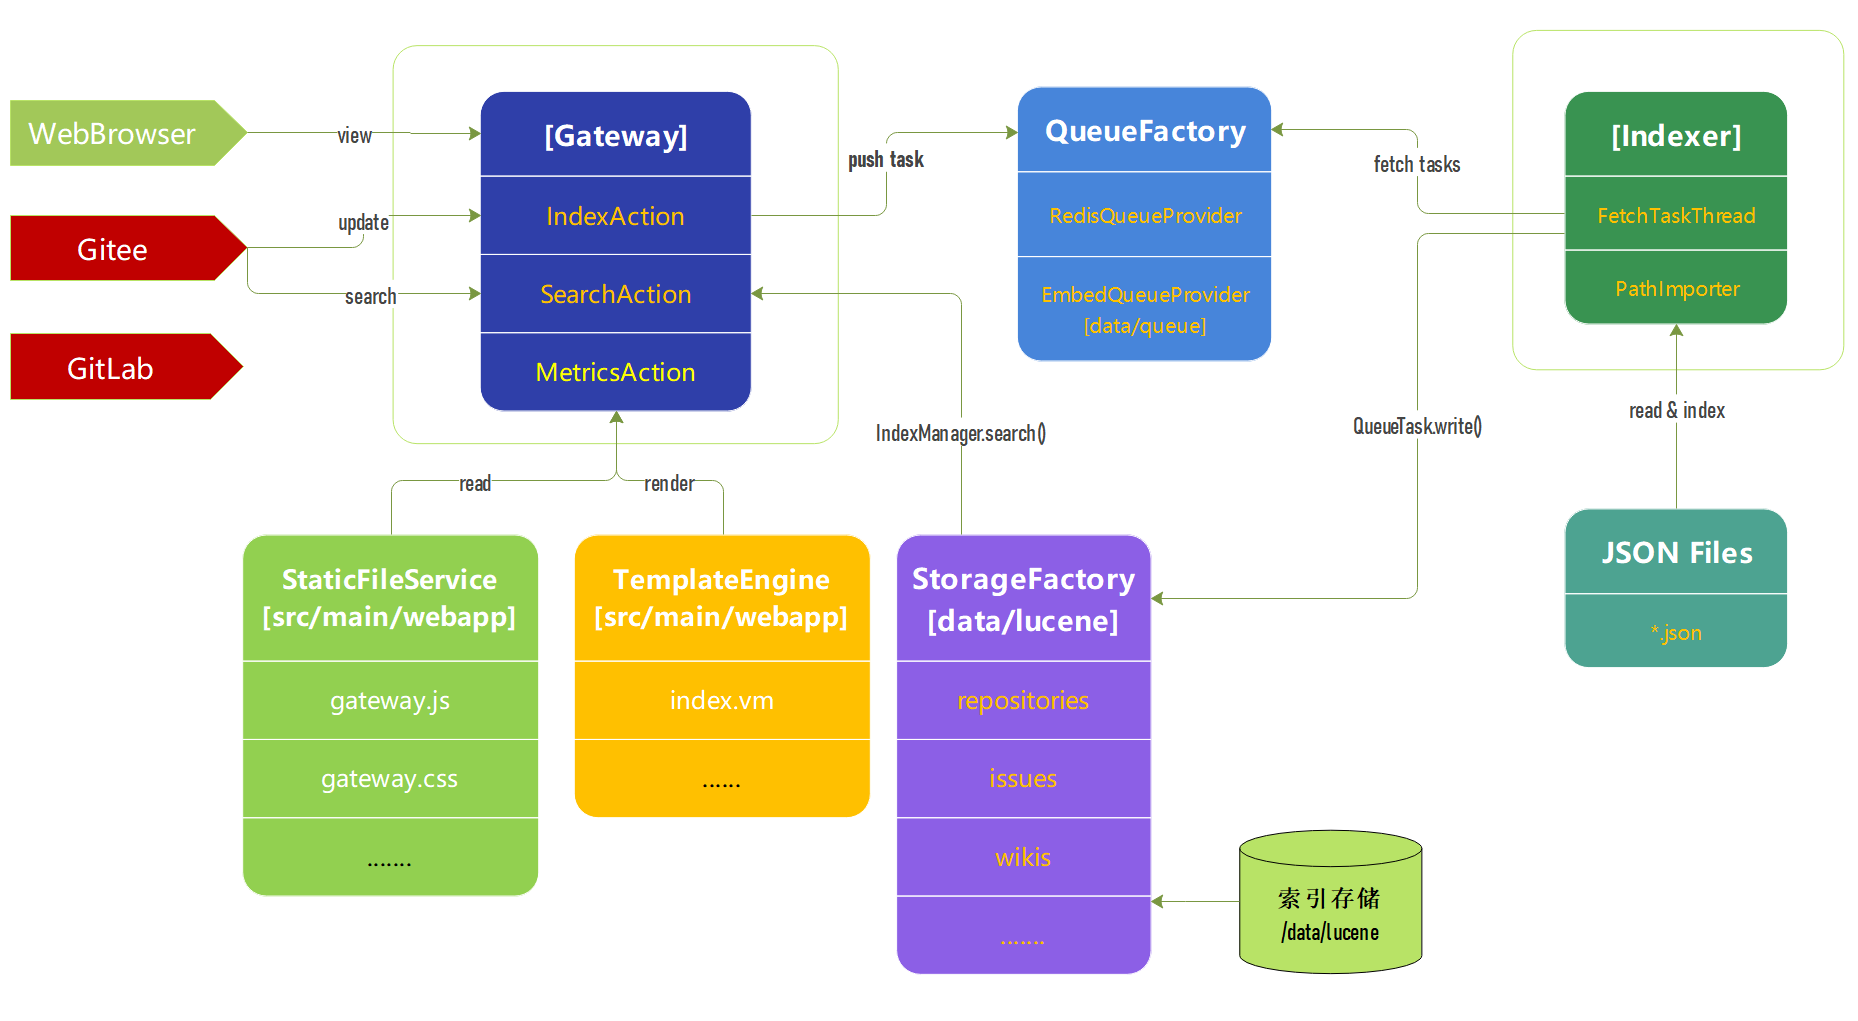 WebBrowser
Gitee
GitLab
view
update
search
[Gateway]
IndexAction
SearchAction
MetricsAction
push task
QueueFactory
RedisQueueProvider
EmbedQueueProvider
[data/queue]
fetch tasks
[Indexer]
FetchTaskThread
PathImporter
read & index
QueueTask.write()
IndexManager.search()
read
render
StaticFileService
[src/main/webapp]
gateway.js
gateway.css
.......
TemplateEngine
[src/main/webapp]
index.vm
......
StorageFactory
[data/lucene]
repositories
issues
wikis
.......
JSON Files
*.json
索引存储
/data/lucene